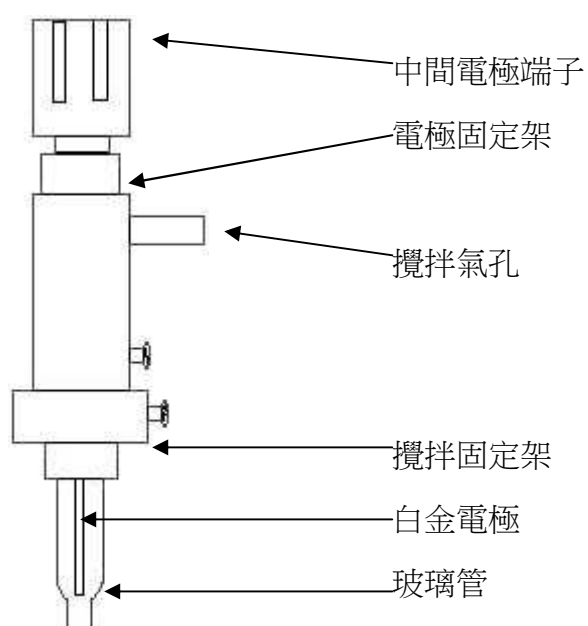 中間電極端子
電極固定架
攪拌氣孔
攪拌固定架
白金電極
玻璃管